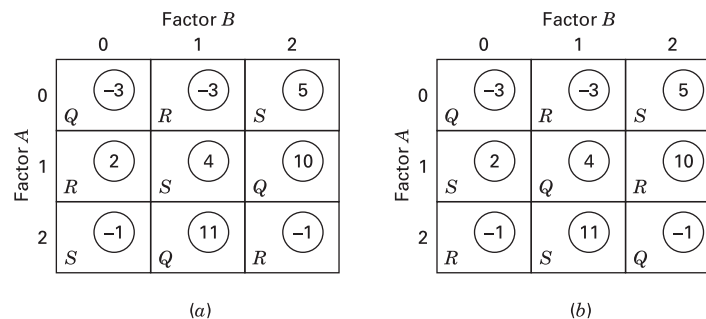 Factor B Factor B
0 1 2 0 1 2
0 –3 –3 5 0 –3 –3 5
Q R S Q R S
Factor A Factor A
1 2 4 10 1 2 4 10
R S Q S Q R
2 –1 11 –1 2 –1 11 –1
S Q R R S Q
(a) (b)